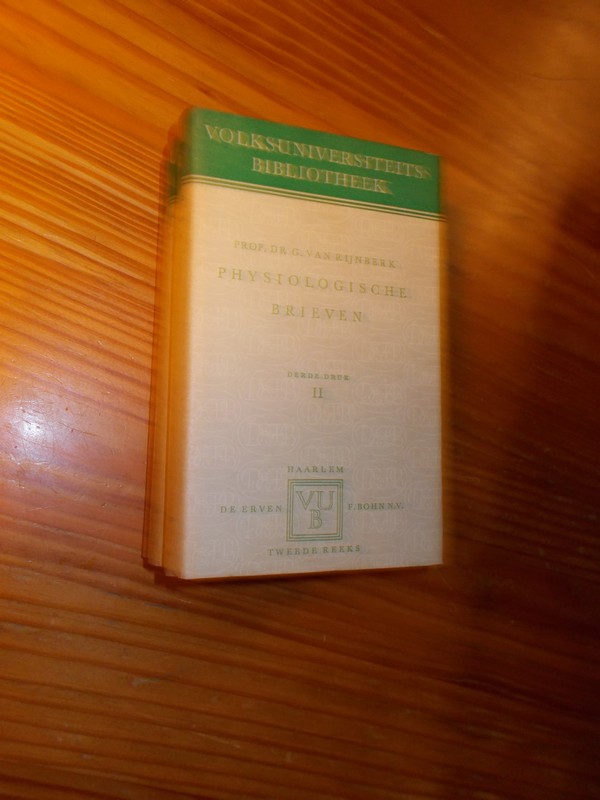 VOLKSUNIVERSITEITS
BIBLIOTHEEK
PROF. DR. G. VAN RIJNBERK
PHYSIOLOGISCHE
BRIEVEN
DERDE DRUK
II
HAARLEM
DE ERVEN VU F. BOHN N.V.
B
TWEEDE REEKS